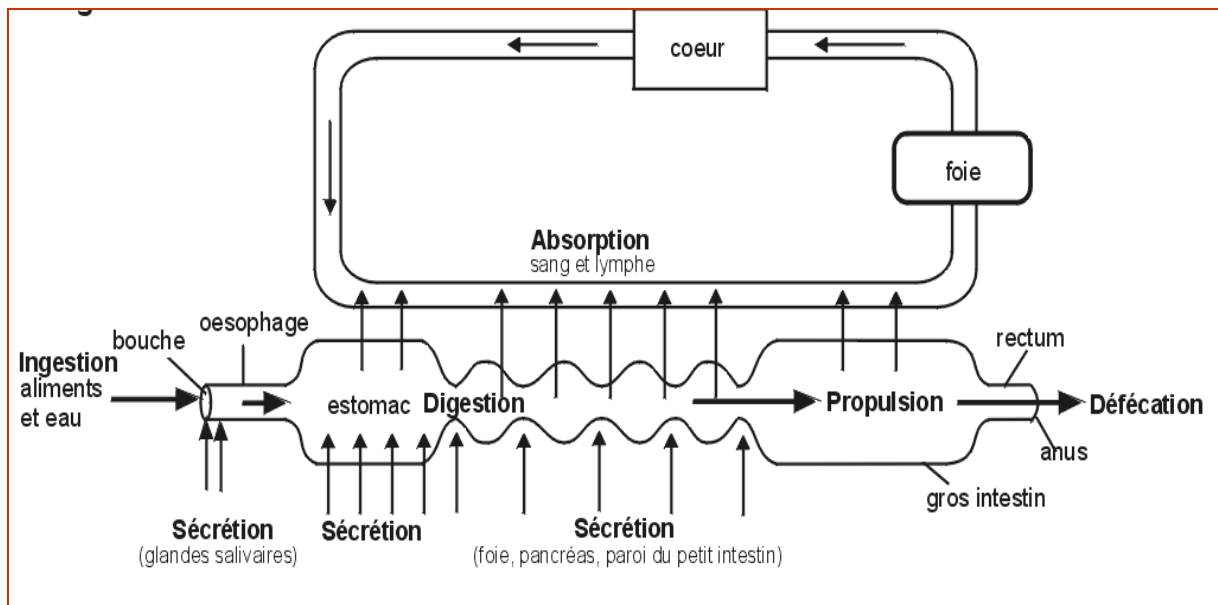 coeur
foie
Absorption
sang et lymphe
oesophage
bouche
rectum
Ingestion
aliments
et eau
estomac
Digestion
Propulsion
Défécation
anus
gros intestin
Sécrétion
(glandes salivaires)
Sécrétion
Sécrétion
(foie, pancréas, paroi du petit intestin)